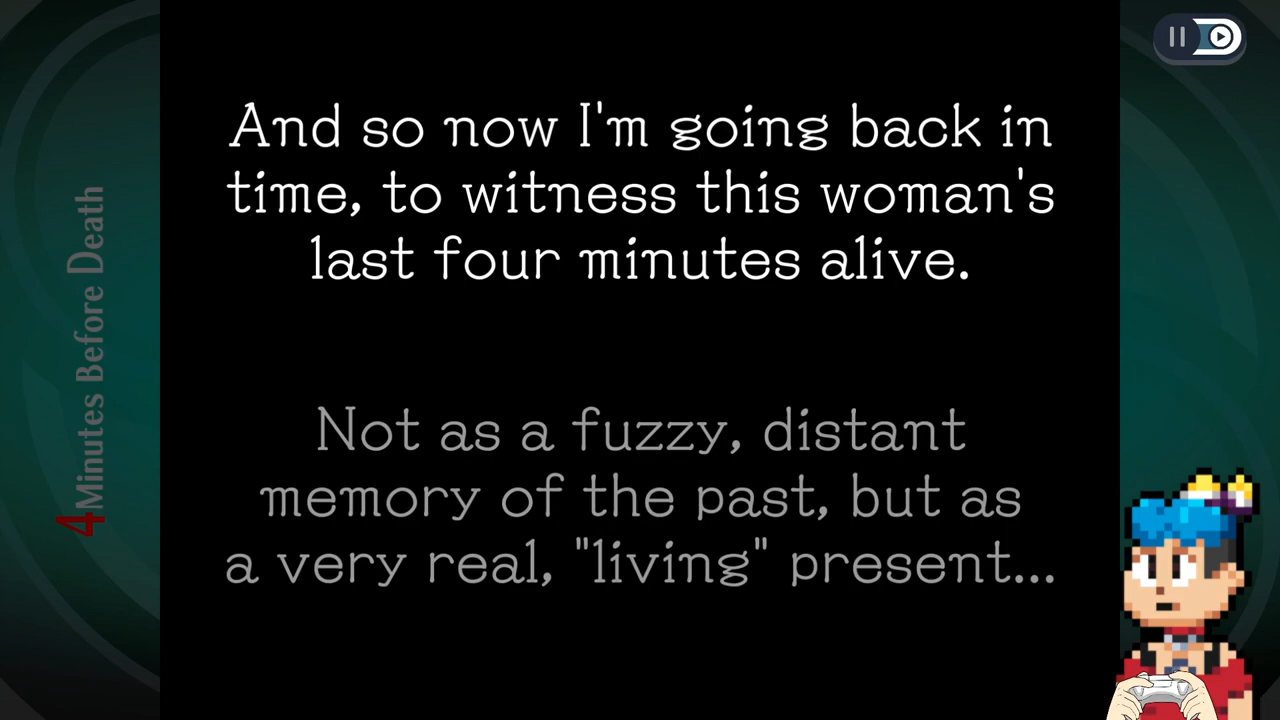 And so now I'm going back in
time, to witness this woman's
last four minutes alive.
Not as a fuzzy, distant
memory of the past, but as
a very real, "living" present...
4 Minutes Before Death